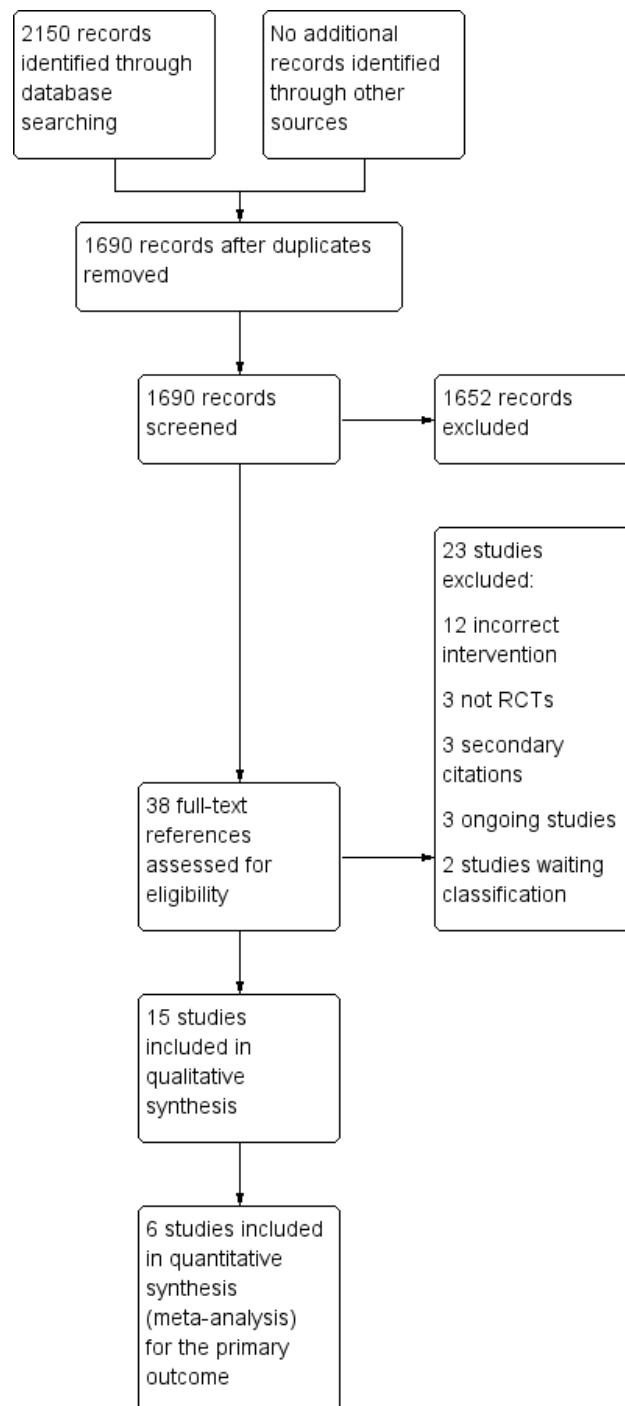 2150 records
identified through
database
searching
No additional
records identified
through other
sources
1690 records after duplicates
removed
1690 records
screened
1652 records
excluded
23 studies
excluded:
12 incorrect
intervention
3 not RCTs
3 secondary
citations
3 ongoing studies
2 studies waiting
classification
38 full-text
references
assessed for
eligibility
15 studies
included in
qualitative
synthesis
6 studies included
in quantitative
synthesis
(meta-analysis)
for the primary
outcome